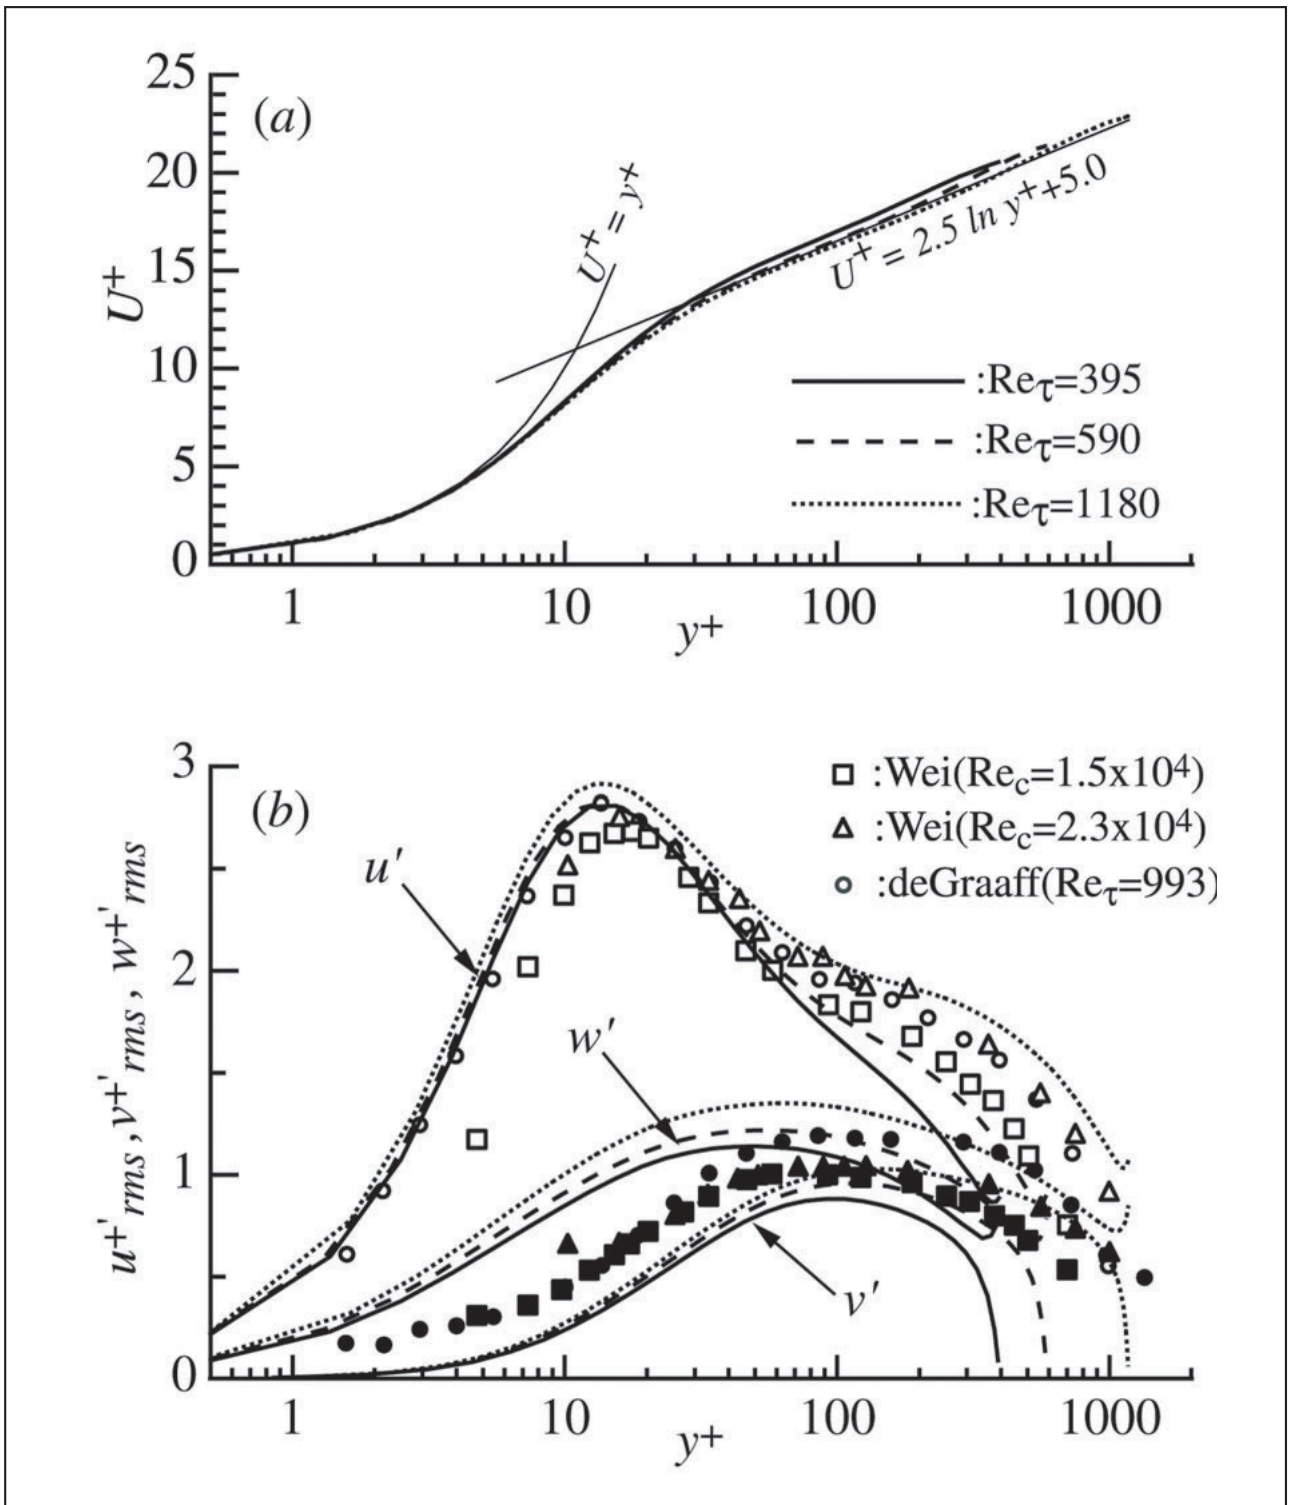 (a)
25
20
15
10
5
0
U+
U+ = y+
U+ = 2.5 ln y++5.0
:Reτ=395
:Reτ=590
:Reτ=1180
1 10 100 1000
y+
(b)
3
2
1
0
u+'rms, v+'rms, w+'rms
:Wei(Rec=1.5x10⁴)
:Wei(Rec=2.3x10⁴)
:deGraaff(Reτ=993)
u'
w'
v'
1 10 100 1000
y+